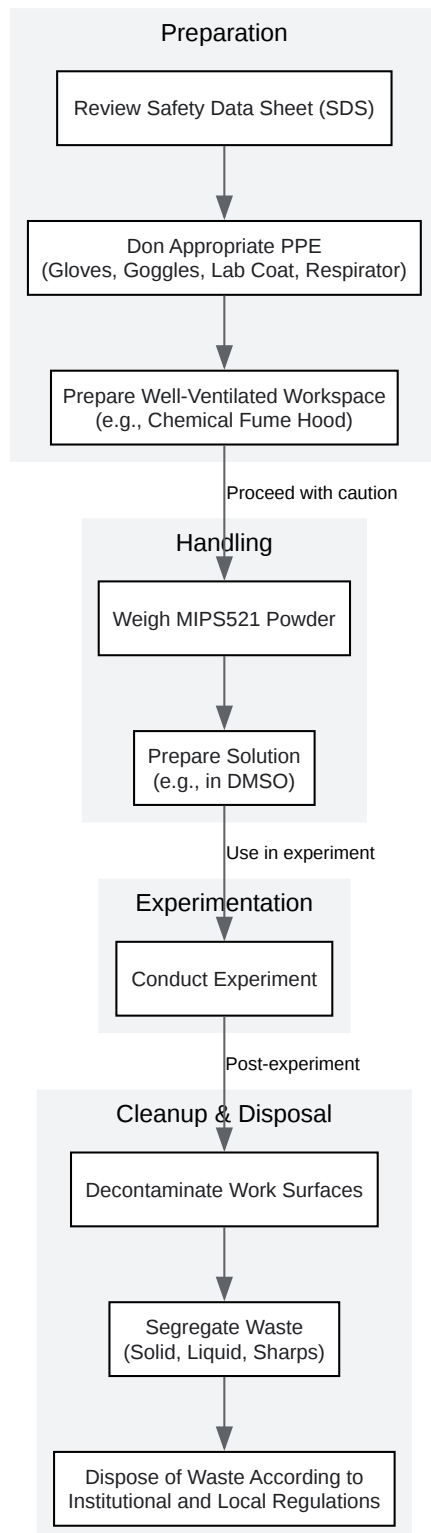 Preparation
Review Safety Data Sheet (SDS)
Don Appropriate PPE
(Gloves, Goggles, Lab Coat, Respirator)
Prepare Well-Ventilated Workspace
(e.g., Chemical Fume Hood)
Proceed with caution
Handling
Weigh MIPS521 Powder
Prepare Solution
(e.g., in DMSO)
Use in experiment
Experimentation
Conduct Experiment
Post-experiment
Cleanup & Disposal
Decontaminate Work Surfaces
Segregate Waste
(Solid, Liquid, Sharps)
Dispose of Waste According to
Institutional and Local Regulations